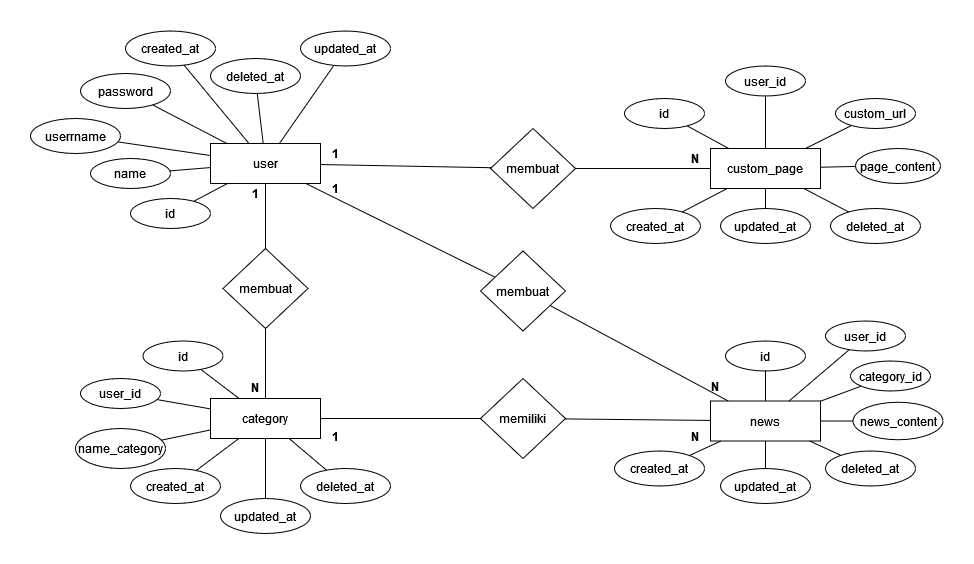 created_at
updated_at
deleted_at
password
userrname
name
id
user
1
1
1
membuat
N
custom_page
id
user_id
custom_url
page_content
created_at
updated_at
deleted_at
membuat
membuat
N
N
id
user_id
name_category
category
1
created_at
updated_at
deleted_at
memiliki
N
news
id
user_id
category_id
news_content
created_at
updated_at
deleted_at